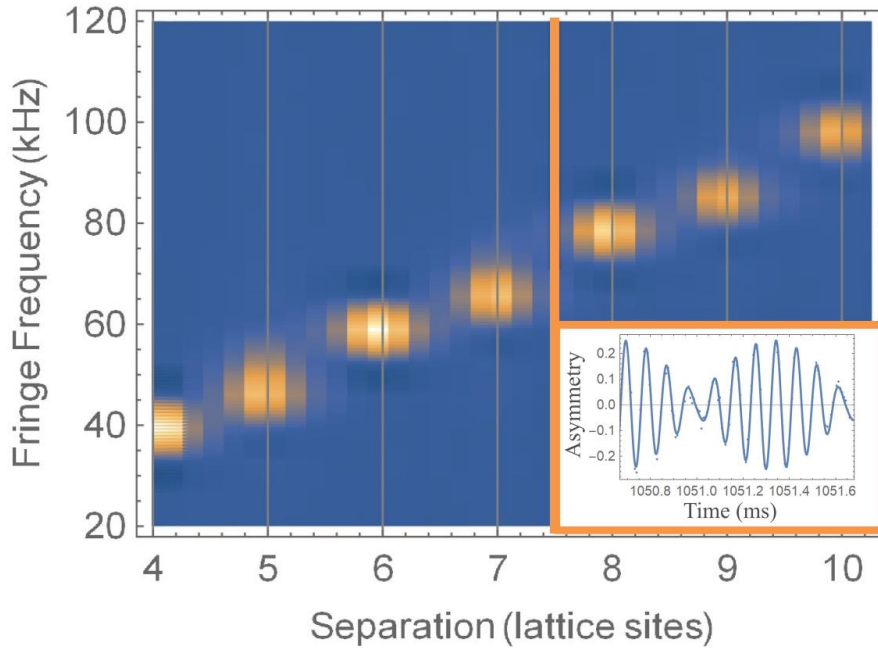 120
100
80
60
40
20
Fringe Frequency (kHz)
4 5 6 7 8 9 10
Separation (lattice sites)
0.2
0.1
0.0
-0.1
-0.2
Asymmetry
1050.8 1051.0 1051.2 1051.4 1051.6
Time (ms)